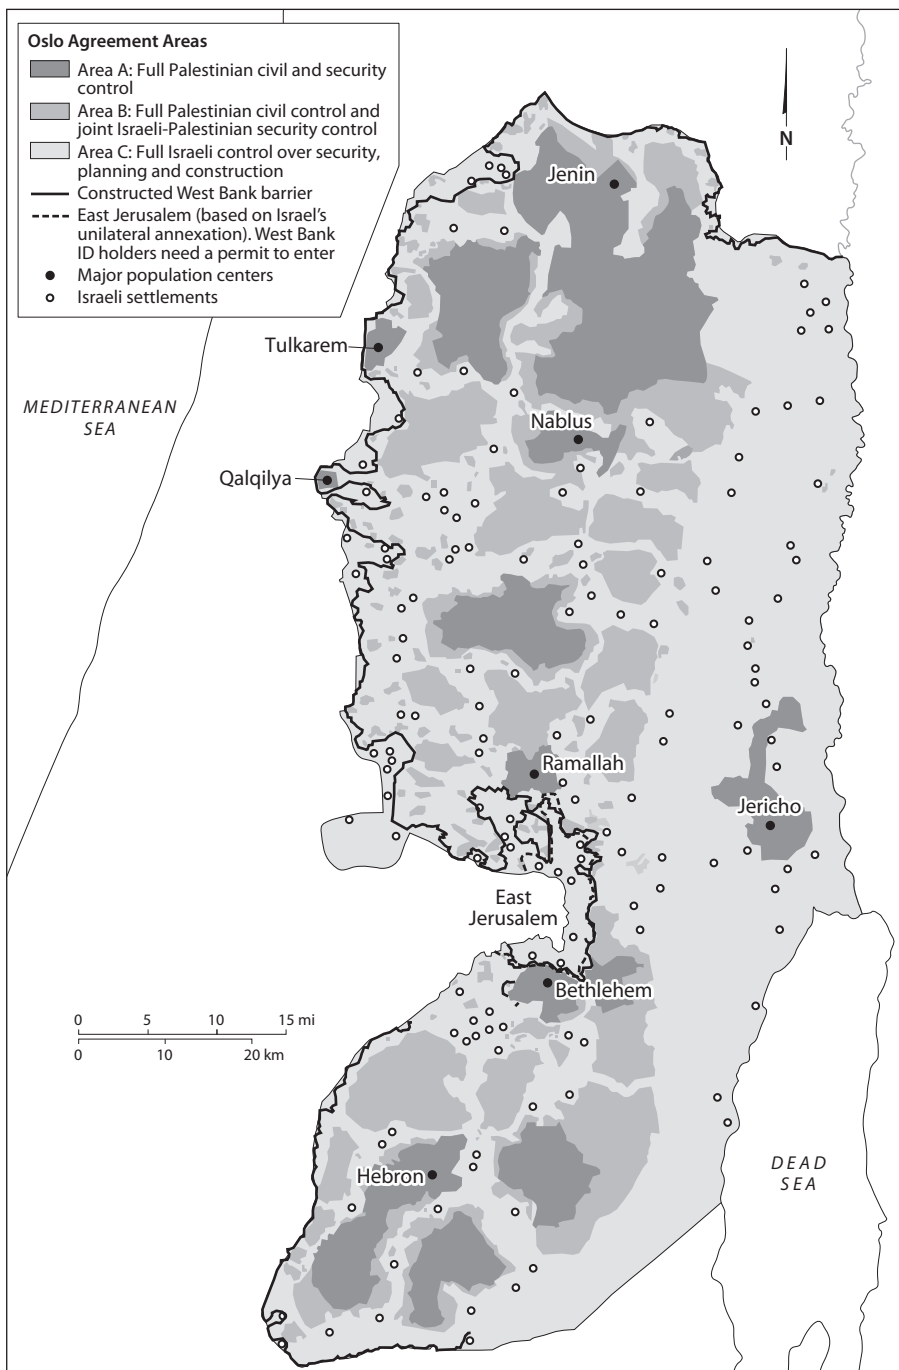 Oslo Agreement Areas
Area A: Full Palestinian civil and security
control
Area B: Full Palestinian civil control and
joint Israeli-Palestinian security control
Area C: Full Israeli control over security,
planning and construction
Constructed West Bank barrier
East Jerusalem (based on Israel’s
unilateral annexation). West Bank
ID holders need a permit to enter
Major population centers
Israeli settlements
N
Jenin
Tulkarem
MEDITERRANEAN
SEA
Nablus
Qalqilya
Ramallah
Jericho
East
Jerusalem
Bethlehem
0 5 10 15 mi
0 10 20 km
DEAD
SEA
Hebron